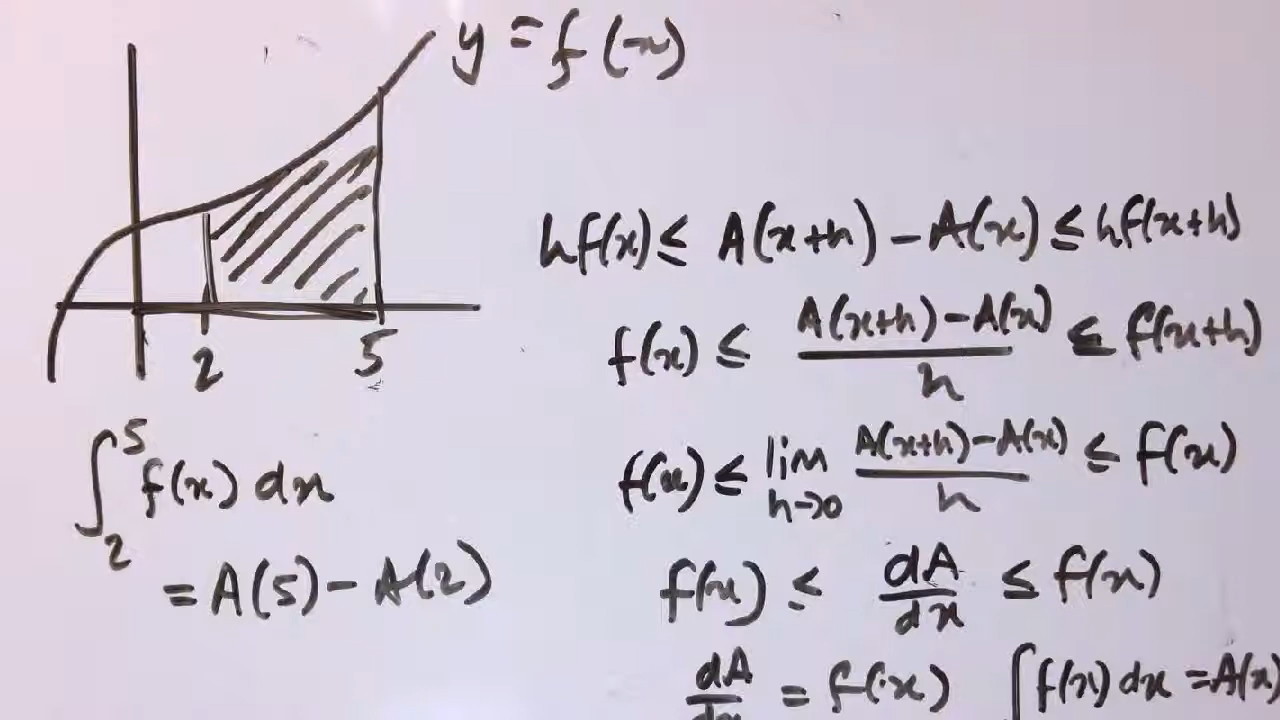 y = f(x)
2 5
∫₂⁵ f(x) dx
= A(5) - A(2)
hf(x) ≤ A(x+h) - A(x) ≤ hf(x+h)
f(x) ≤ (A(x+h) - A(x))/h ≤ f(x+h)
f(x) ≤ lim h→0 (A(x+h) - A(x))/h ≤ f(x)
f(x) ≤ dA/dx ≤ f(x)
dA/dx = f(x) ∫f(x) dx = A(x)